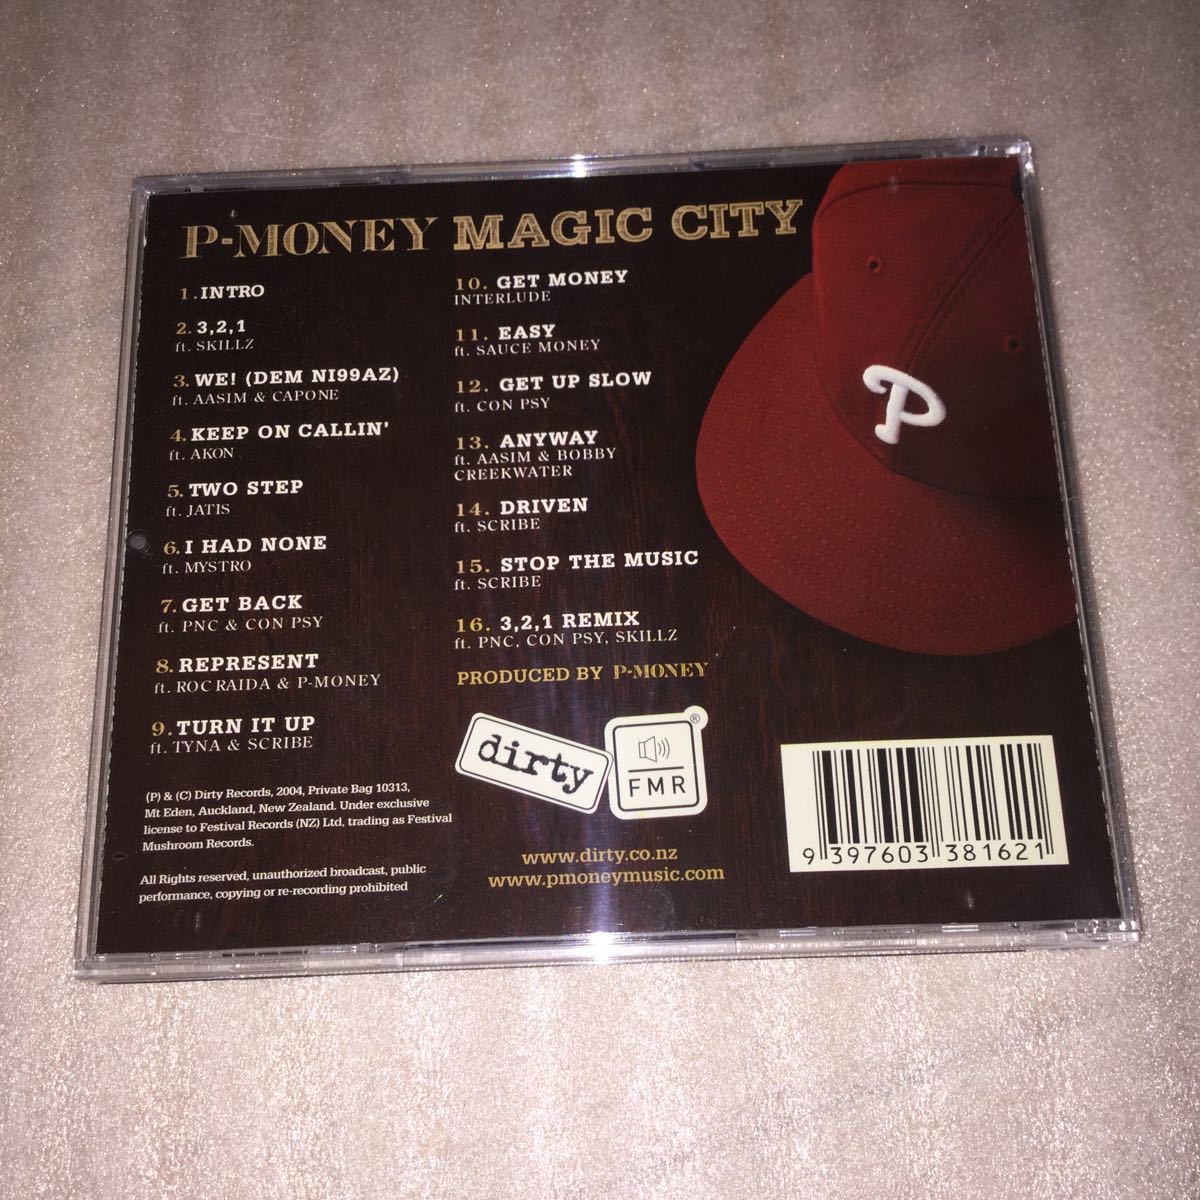 P-MONEY MAGIC CITY
1. INTRO
2. 3,2,1
ft. SKILLZ
3. WE! (DEM NI99AZ)
ft. AASIM & CAPONE
4. KEEP ON CALLIN'
ft. AKON
5. TWO STEP
ft. JATIS
6. I HAD NONE
ft. MYSTRO
7. GET BACK
ft. PNC & CON PSY
8. REPRESENT
ft. ROC RAIDA & P-MONEY
9. TURN IT UP
ft. TYNA & SCRIBE
10. GET MONEY
INTERLUDE
11. EASY
ft. SAUCE MONEY
12. GET UP SLOW
ft. CON PSY
13. ANYWAY
ft. AASIM & BOBBY
CREEKWATER
14. DRIVEN
ft. SCRIBE
15. STOP THE MUSIC
ft. SCRIBE
16. 3,2,1 REMIX
ft. PNC, CON PSY, SKILLZ
PRODUCED BY P-MONEY
P
dirty
FMR
®
(P) & (C) Dirty Records, 2004, Private Bag 10313,
Mt Eden, Auckland, New Zealand. Under exclusive
license to Festival Records (NZ) Ltd, trading as Festival
Mushroom Records.
All Rights reserved, unauthorized broadcast, public
performance, copying or re-recording prohibited
www.dirty.co.nz
www.pmoneymusic.com
9 397603 381621